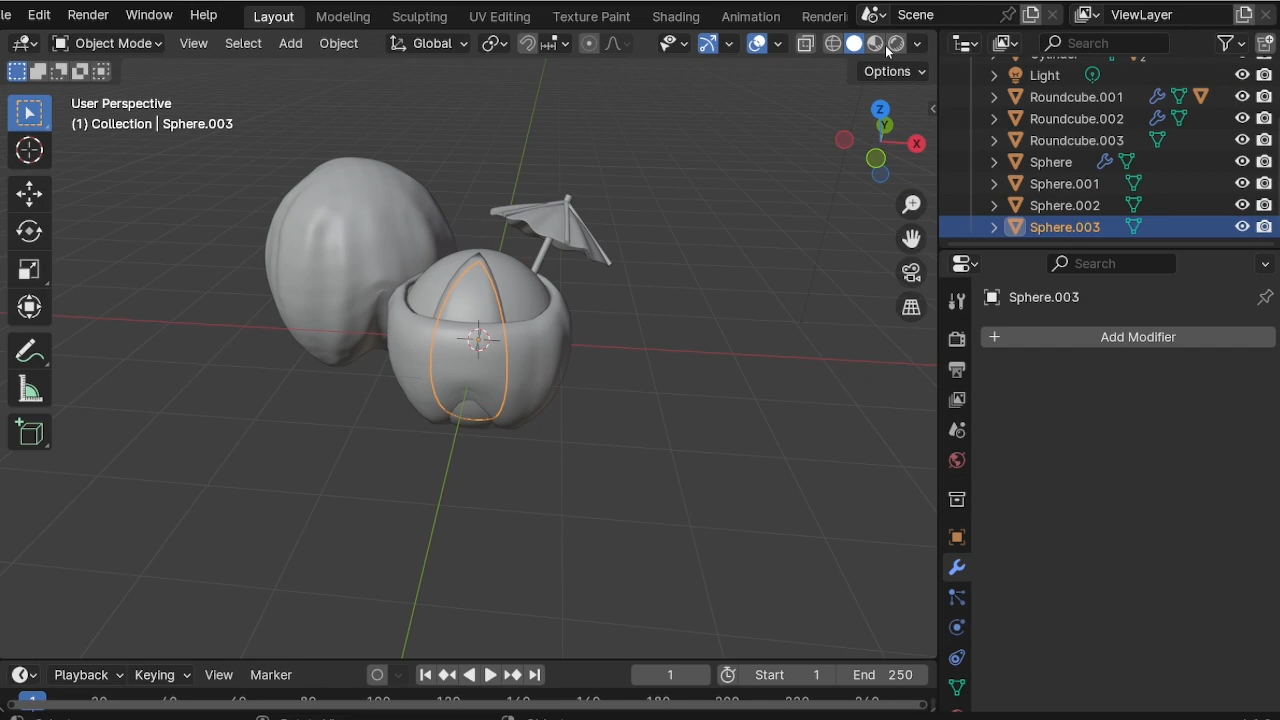 le Edit Render Window Help Layout Modeling Sculpting UV Editing Texture Paint Shading Animation Renderi Scene ViewLayer
Object Mode View Select Add Object Global Search
Options
User Perspective
(1) Collection | Sphere.003
Z
Y
X
Light
Roundcube.001
Roundcube.002
Roundcube.003
Sphere
Sphere.001
Sphere.002
Sphere.003
Search
Sphere.003
+ Add Modifier
Playback Keying View Marker 1 Start 1 End 250
1